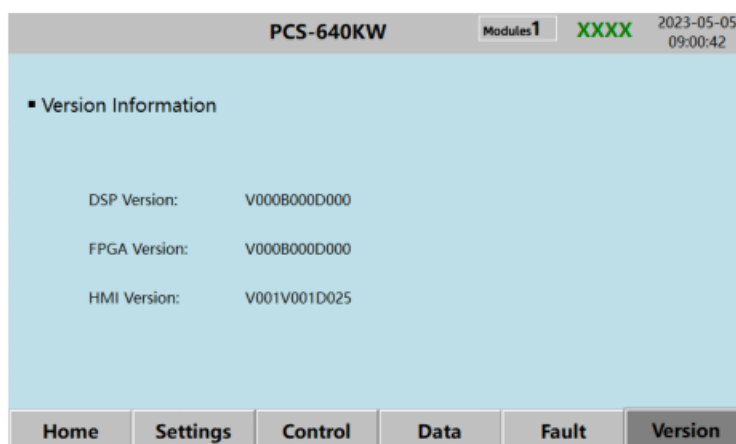 PCS-640KW
Modules1
XXXX
2023-05-05
09:00:42
▪ Version Information
DSP Version: V000B000D000
FPGA Version: V000B000D000
HMI Version: V001V001D025
Home Settings Control Data Fault Version